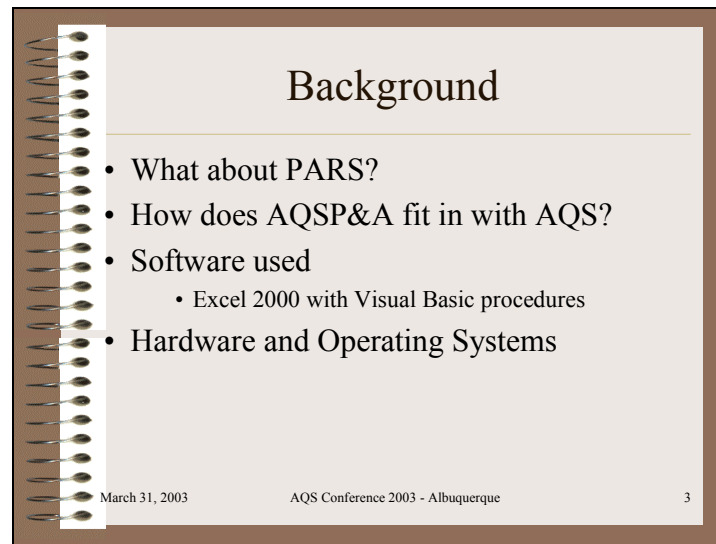 Background
• What about PARS?
• How does AQSP&A fit in with AQS?
• Software used
• Excel 2000 with Visual Basic procedures
• Hardware and Operating Systems
March 31, 2003 AQS Conference 2003 - Albuquerque 3